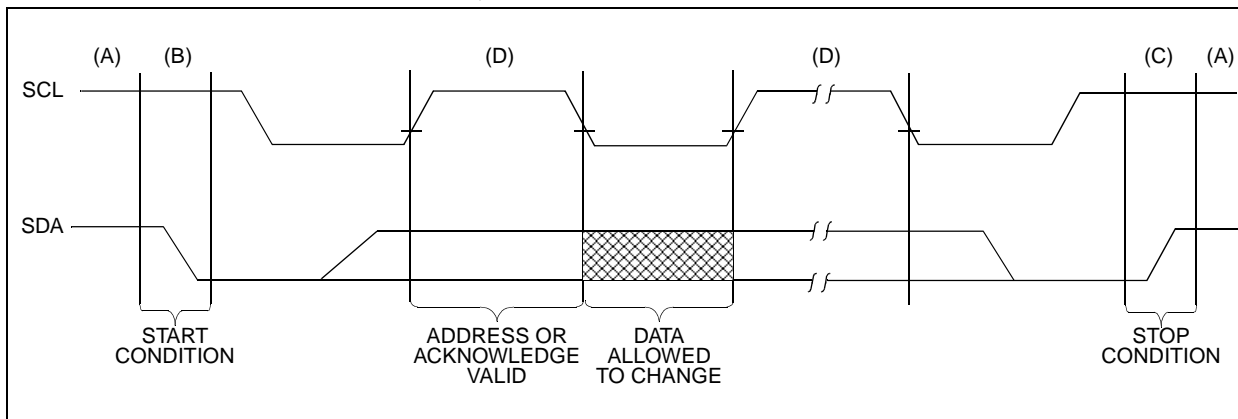 (A) (B) (D) (D) (C) (A)
SCL
SDA
START
CONDITION
ADDRESS OR
ACKNOWLEDGE
VALID
DATA
ALLOWED
TO CHANGE
STOP
CONDITION